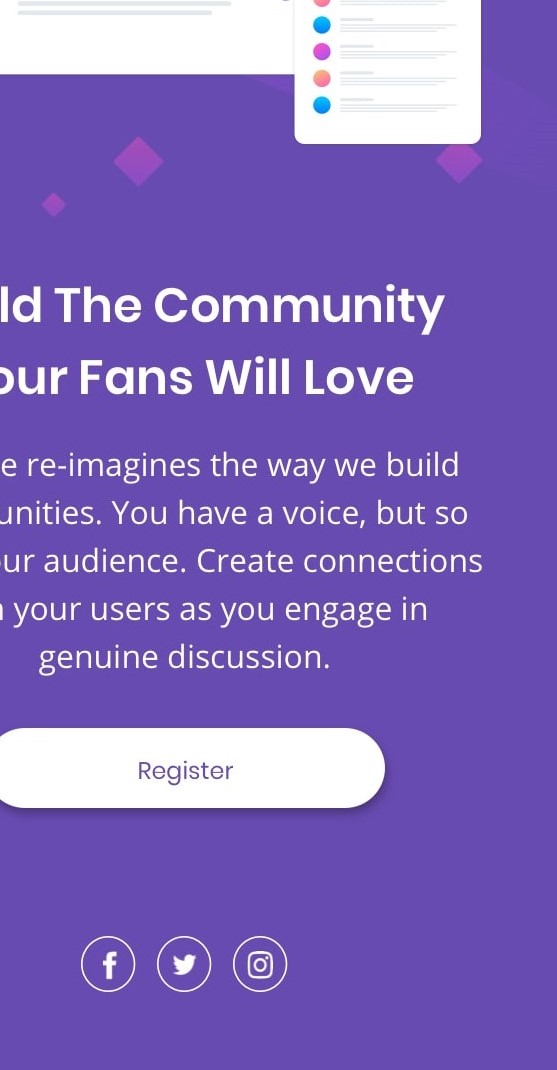 ld The Community
our Fans Will Love
e re-imagines the way we build
unities. You have a voice, but so
our audience. Create connections
your users as you engage in
genuine discussion.
Register